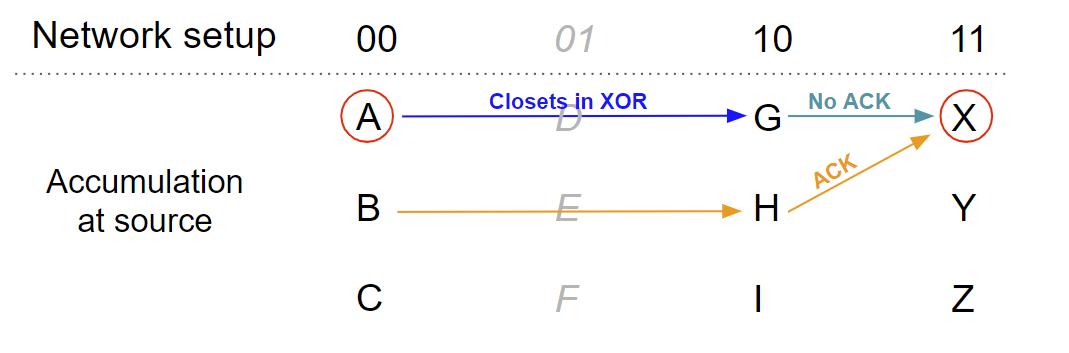 Network setup 00 01 10 11
Closets in XOR No ACK
A D G X
ACK
Accumulation
at source
B E H Y
C F I Z